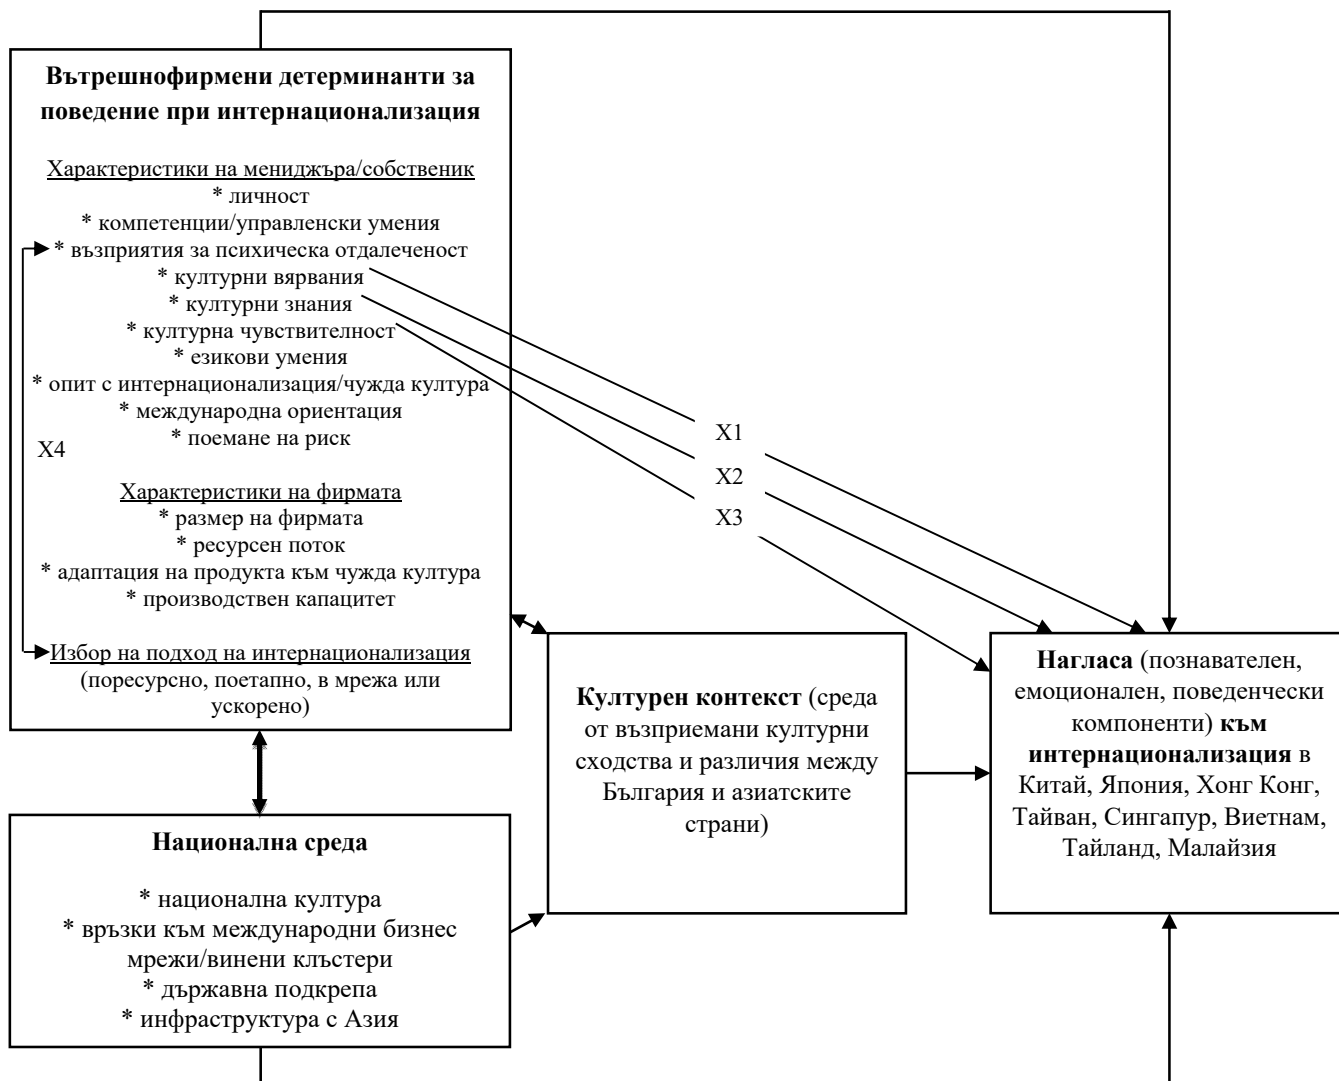 Вътрешнофирмени детерминанти за
поведение при интернационализация
Характеристики на мениджъра/собственик
* личност
* компетенции/управленски умения
* възприятия за психическа отдалеченост
* културни вярвания
* културни знания
* културна чувствителност
* езикови умения
* опит с интернационализация/чужда култура
* международна ориентация
* поемане на риск
X4
Характеристики на фирмата
* размер на фирмата
* ресурсен поток
* адаптация на продукта към чужда култура
* производствен капацитет
Избор на подход на интернационализация
(поресурсно, поетапно, в мрежа или
ускорено)
X1
X2
X3
Национална среда
* национална култура
* връзки към международни бизнес
мрежи/винени клъстери
* държавна подкрепа
* инфраструктура с Азия
Културен контекст (среда
от възприемани културни
сходства и различия между
България и азиатските
страни)
Нагласа (познавателен,
емоционален, поведенчески
компоненти) към
интернационализация в
Китай, Япония, Хонг Конг,
Тайван, Сингапур, Виетнам,
Тайланд, Малайзия